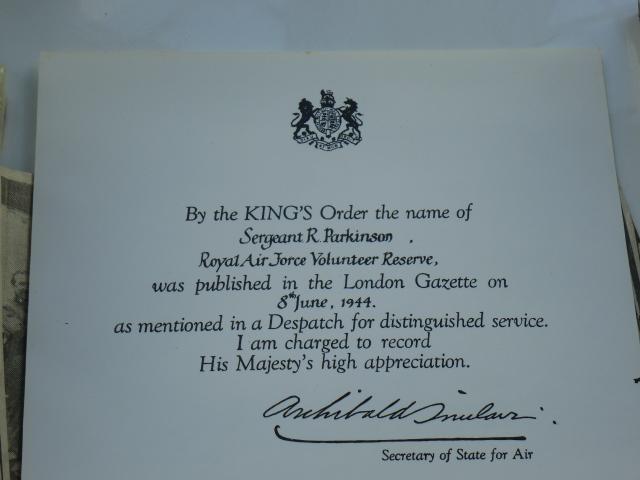 By the KING'S Order the name of
Sergeant R. Parkinson,
Royal Air Force Volunteer Reserve,
was published in the London Gazette on
8th June, 1944.
as mentioned in a Despatch for distinguished service.
I am charged to record
His Majesty's high appreciation.
Archibald Sinclair.
Secretary of State for Air